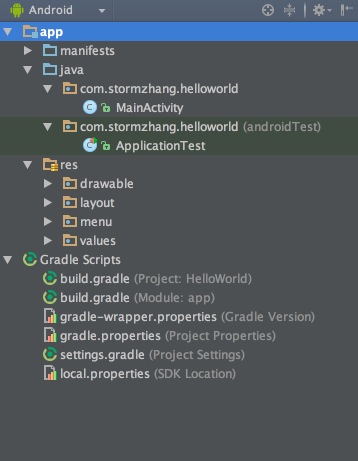 Android
app
manifests
java
com.stormzhang.helloworld
MainActivity
com.stormzhang.helloworld (androidTest)
ApplicationTest
res
drawable
layout
menu
values
Gradle Scripts
build.gradle (Project: HelloWorld)
build.gradle (Module: app)
gradle-wrapper.properties (Gradle Version)
gradle.properties (Project Properties)
settings.gradle (Project Settings)
local.properties (SDK Location)